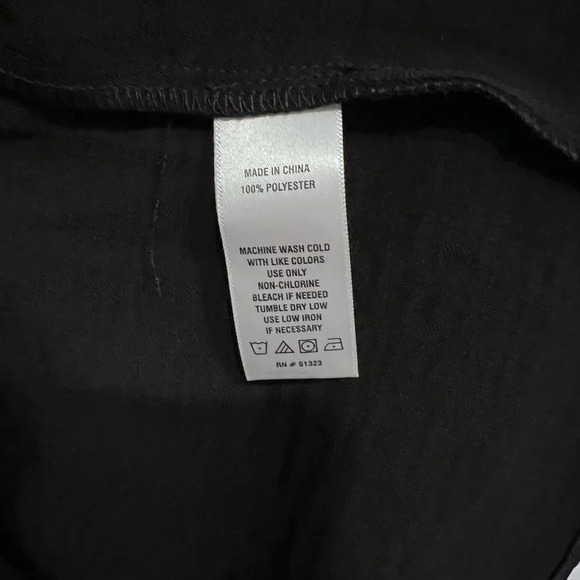 MADE IN CHINA
100% POLYESTER
MACHINE WASH COLD
WITH LIKE COLORS
USE ONLY
NON-CHLORINE
BLEACH IF NEEDED
TUMBLE DRY LOW
USE LOW IRON
IF NECESSARY
RN # 51323